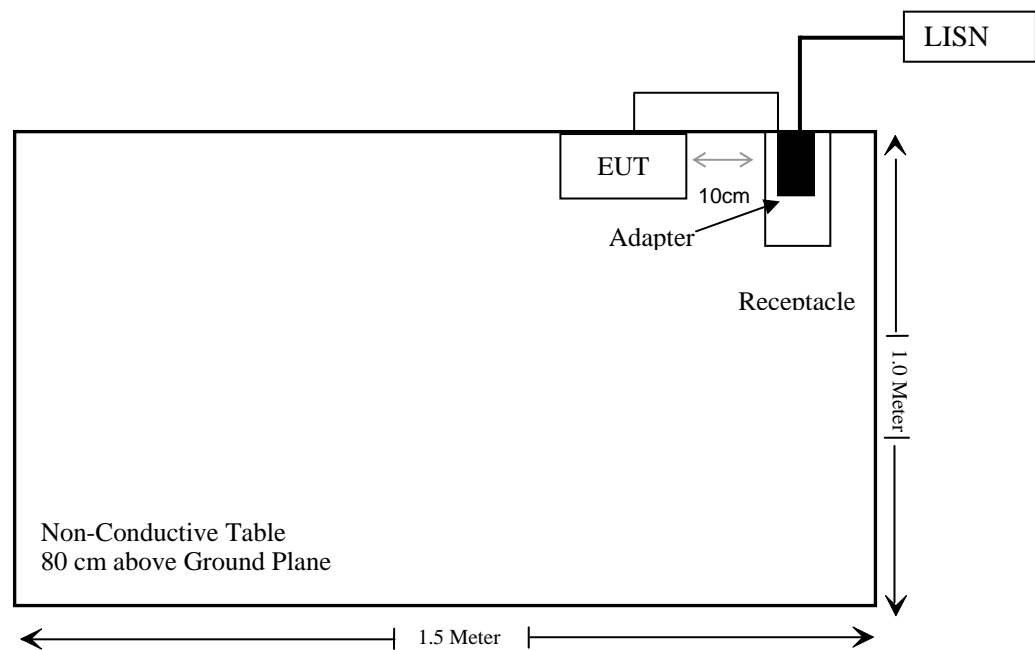 LISN
EUT
10cm
Adapter
Receptacle
1.0 Meter
Non-Conductive Table
80 cm above Ground Plane
1.5 Meter